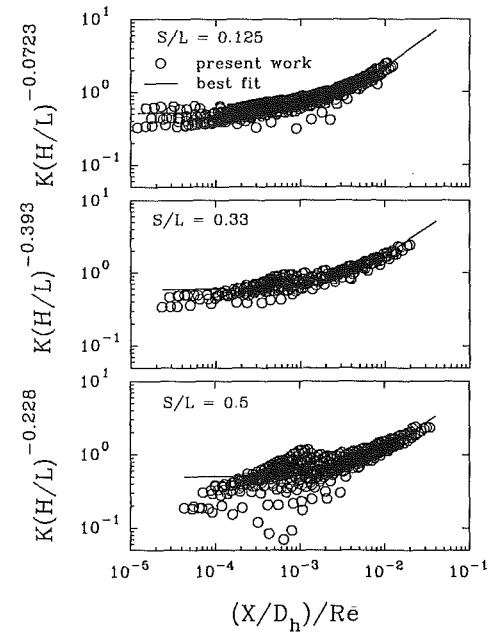 K(H/L)^-0.0723
10^1
10^0
10^-1
S/L = 0.125
present work
best fit
K(H/L)^-0.393
10^1
10^0
10^-1
S/L = 0.33
K(H/L)^-0.228
10^1
10^0
10^-1
S/L = 0.5
10^-5 10^-4 10^-3 10^-2 10^-1
(X/D_h)/Re